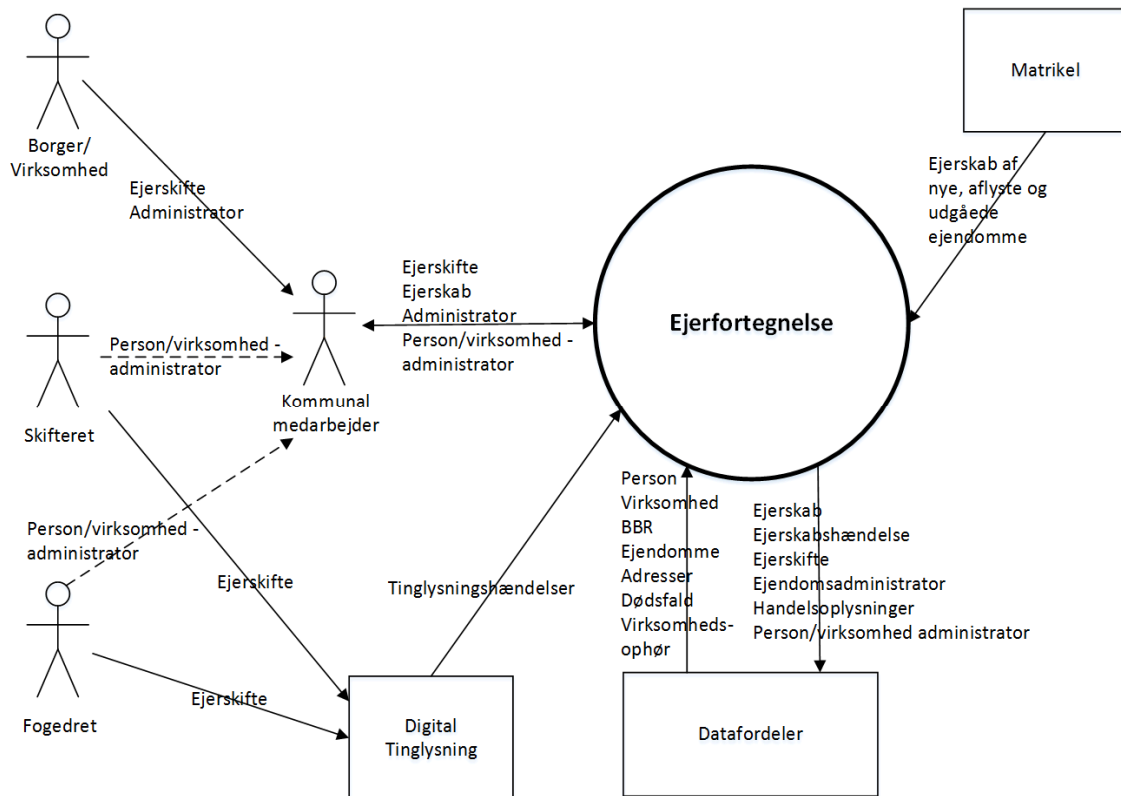 Borger/
Virksomhed
Matrikel
Ejerskab af
nye, aflyste og
udgåede
ejendomme
Ejerskifte
Administrator
Ejerskifte
Ejerskab
Administrator
Person/virksomhed -
administrator
Ejerfortegnelse
Person/virksomhed -
administrator
Kommunal
medarbejder
Skifteret
Person/virksomhed -
administrator
Ejerskifte
Tinglysningshændelser
Person
Virksomhed
BBR
Ejendomme
Adresser
Dødsfald
Virksomheds-
ophør
Ejerskab
Ejerskabshændelse
Ejerskifte
Ejendomsadministrator
Handelsoplysninger
Person/virksomhed administrator
Ejerskifte
Fogedret
Digital
Tinglysning
Datafordeler